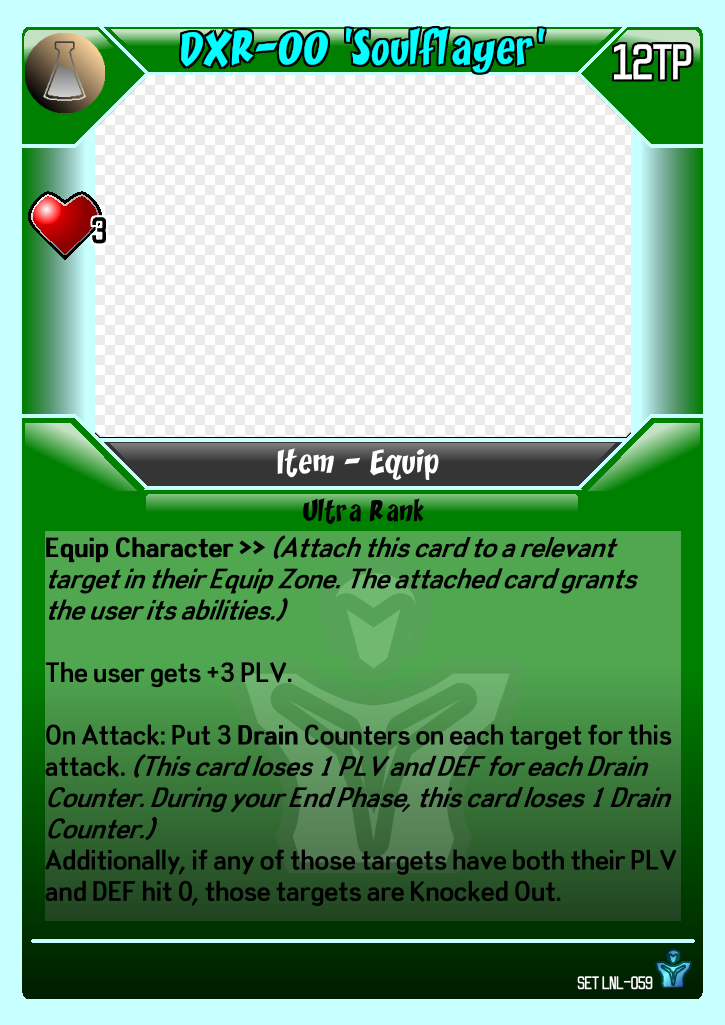 DXR-00 'Soulflayer'
12TP
3
Item - Equip
Ultra Rank
Equip Character >> (Attach this card to a relevant
target in their Equip Zone. The attached card grants
the user its abilities.)
The user gets +3 PLV.
On Attack: Put 3 Drain Counters on each target for this
attack. (This card loses 1 PLV and DEF for each Drain
Counter. During your End Phase, this card loses 1 Drain
Counter.)
Additionally, if any of those targets have both their PLV
and DEF hit 0, those targets are Knocked Out.
SET LNL-059